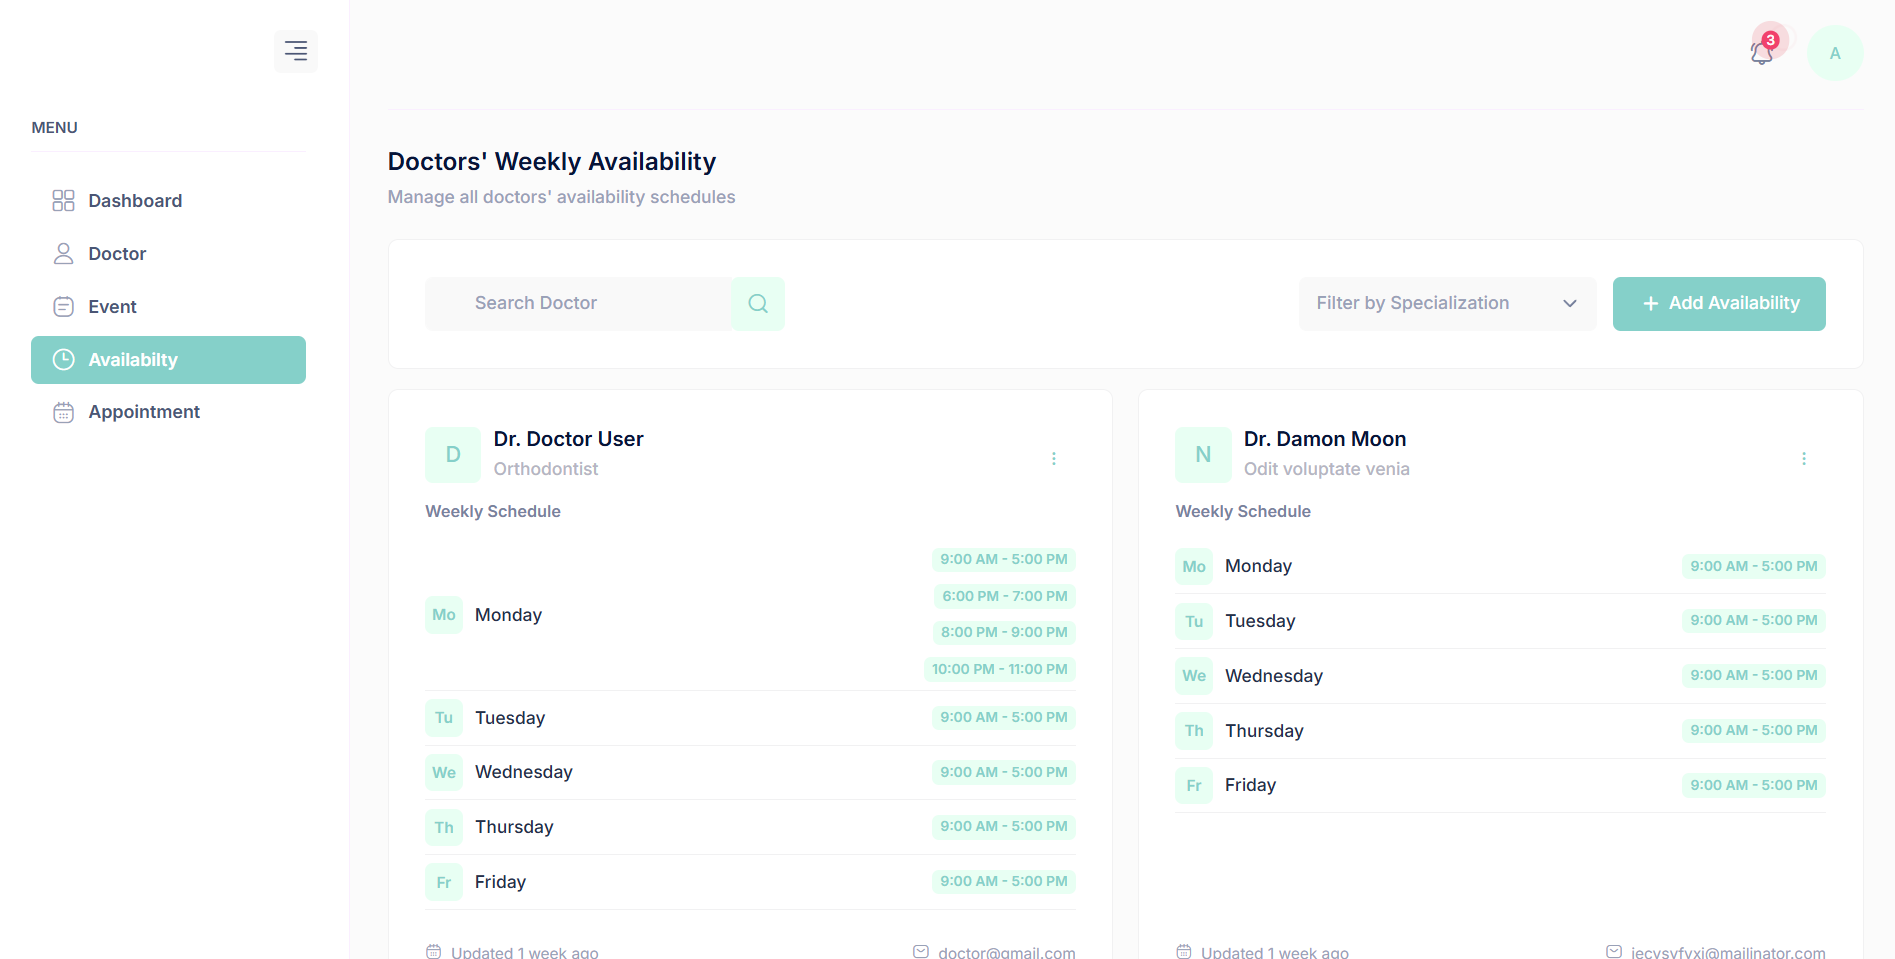 3
A
MENU
Dashboard
Doctor
Event
Availabilty
Appointment
Doctors' Weekly Availability
Manage all doctors' availability schedules
Search Doctor
Filter by Specialization
Add Availability
D
Dr. Doctor User
Orthodontist
Weekly Schedule
Mo Monday
9:00 AM - 5:00 PM
6:00 PM - 7:00 PM
8:00 PM - 9:00 PM
10:00 PM - 11:00 PM
Tu Tuesday 9:00 AM - 5:00 PM
We Wednesday 9:00 AM - 5:00 PM
Th Thursday 9:00 AM - 5:00 PM
Fr Friday 9:00 AM - 5:00 PM
Updated 1 week ago doctor@gmail.com
N
Dr. Damon Moon
Odit voluptate venia
Weekly Schedule
Mo Monday 9:00 AM - 5:00 PM
Tu Tuesday 9:00 AM - 5:00 PM
We Wednesday 9:00 AM - 5:00 PM
Th Thursday 9:00 AM - 5:00 PM
Fr Friday 9:00 AM - 5:00 PM
Updated 1 week ago